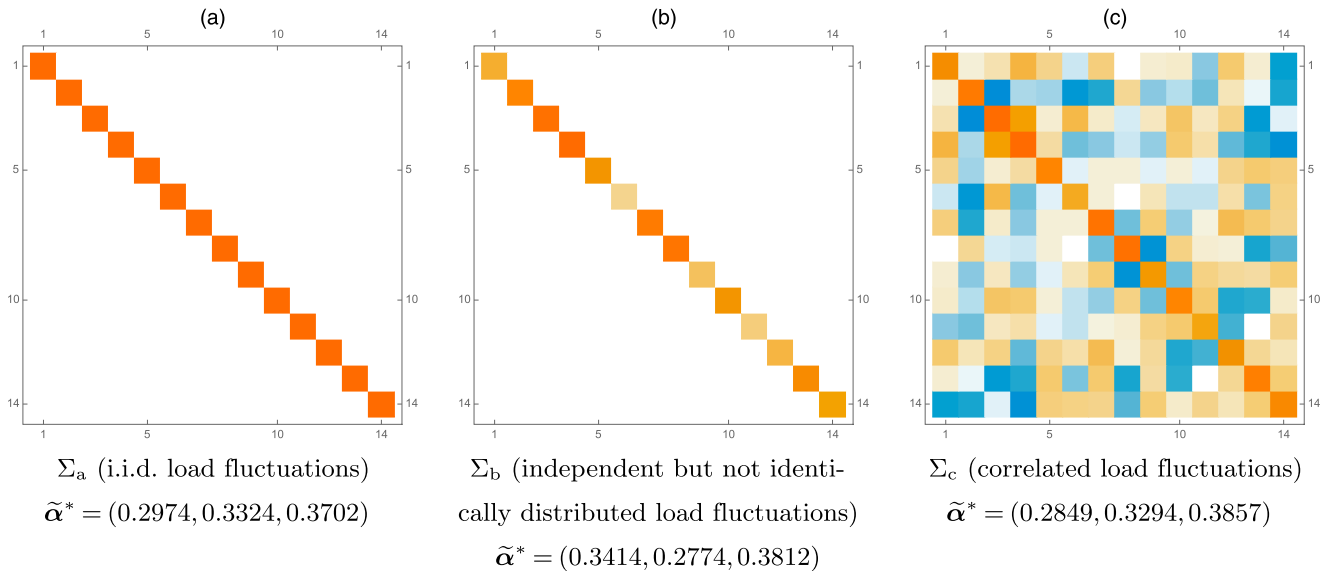 (a)
1 5 10 14
1 1
5 5
10 10
14 14
1 5 10 14
Σa (i.i.d. load fluctuations)
α̃* = (0.2974, 0.3324, 0.3702)
(b)
1 5 10 14
1 1
5 5
10 10
14 14
1 5 10 14
Σb (independent but not identi-
cally distributed load fluctuations)
α̃* = (0.3414, 0.2774, 0.3812)
(c)
1 5 10 14
1 1
5 5
10 10
14 14
1 5 10 14
Σc (correlated load fluctuations)
α̃* = (0.2849, 0.3294, 0.3857)